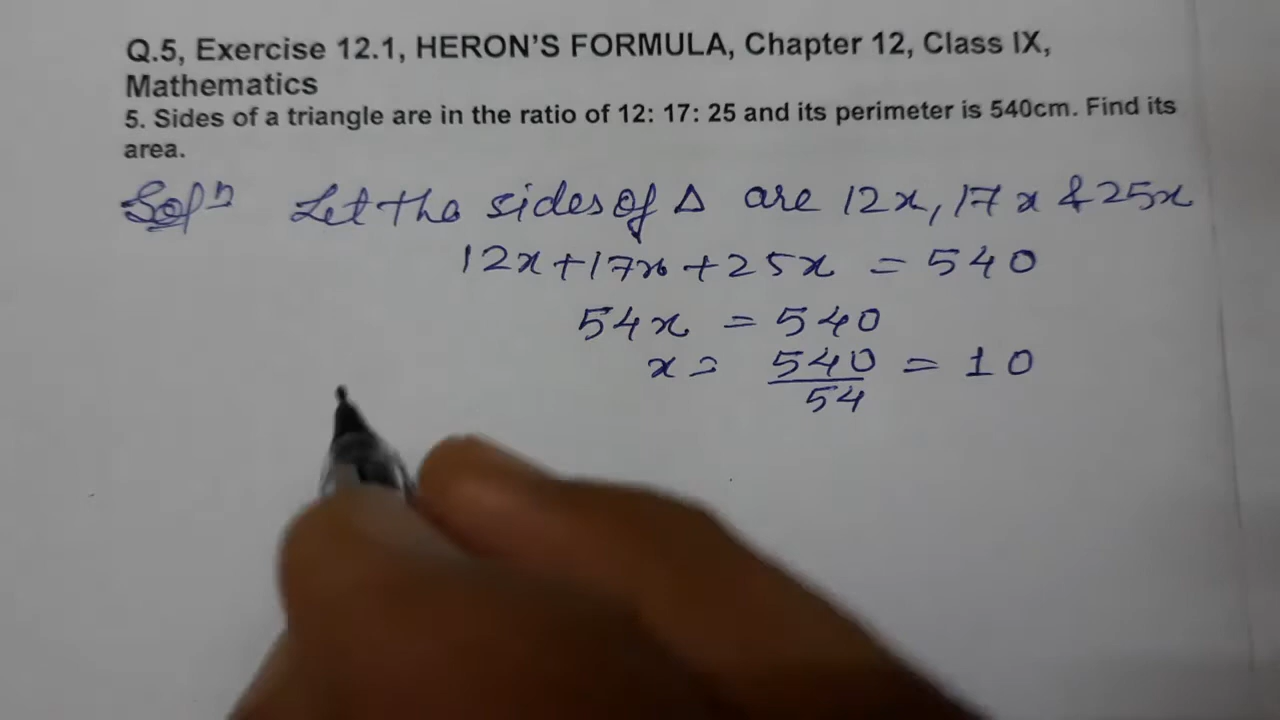 Q.5, Exercise 12.1, HERON'S FORMULA, Chapter 12, Class IX,
Mathematics
5. Sides of a triangle are in the ratio of 12: 17: 25 and its perimeter is 540cm. Find its
area.
Solⁿ Let the sides of Δ are 12x, 17x & 25x
12x+17x+25x = 540
54x = 540
x = 540/54 = 10